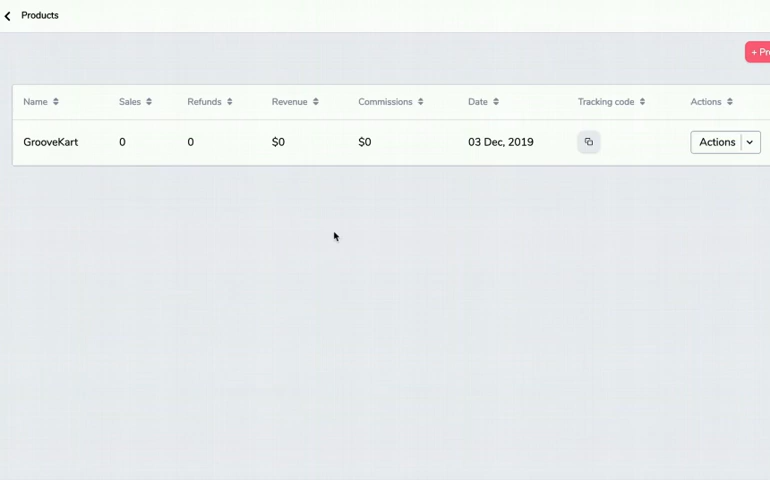 Products
+ Pr
Name Sales Refunds Revenue Commissions Date Tracking code Actions
GrooveKart 0 0 $0 $0 03 Dec, 2019 Actions